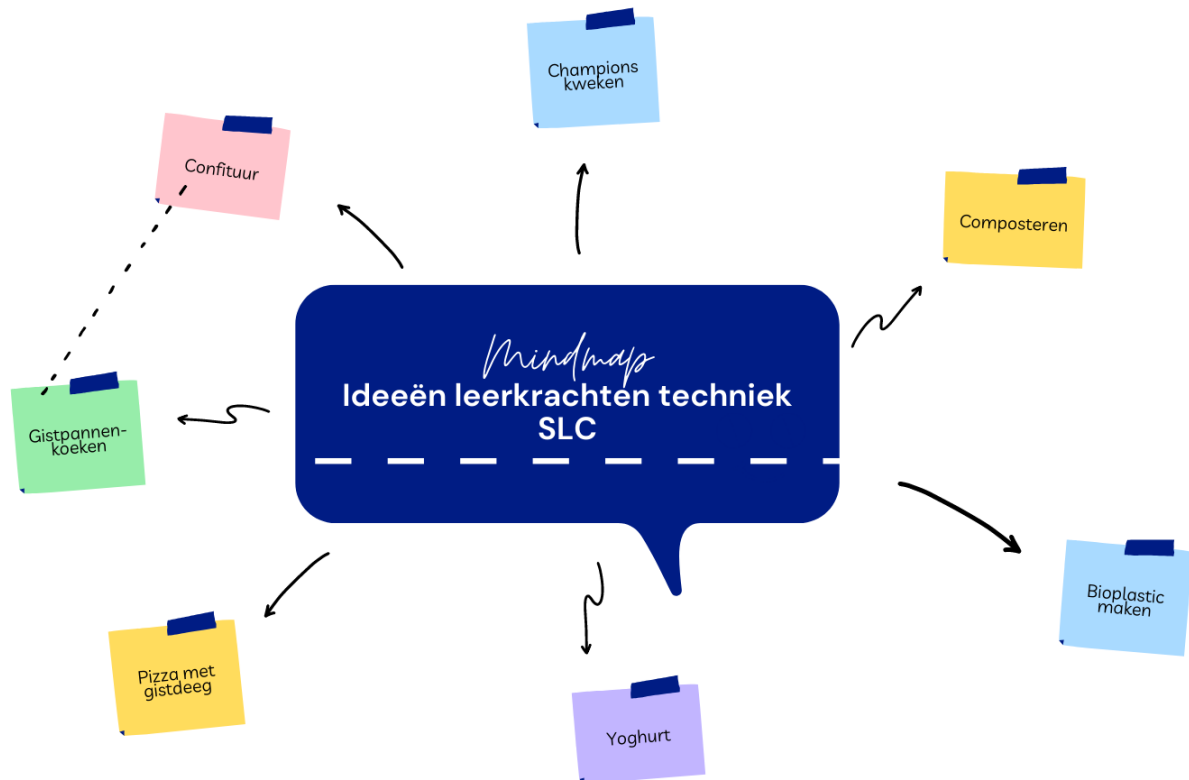 Champions
kweken
Confituur
Composteren
Mindmap
Ideeën leerkrachten techniek
SLC
Gistpannen-
koeken
Bioplastic
maken
Pizza met
gistdeeg
Yoghurt